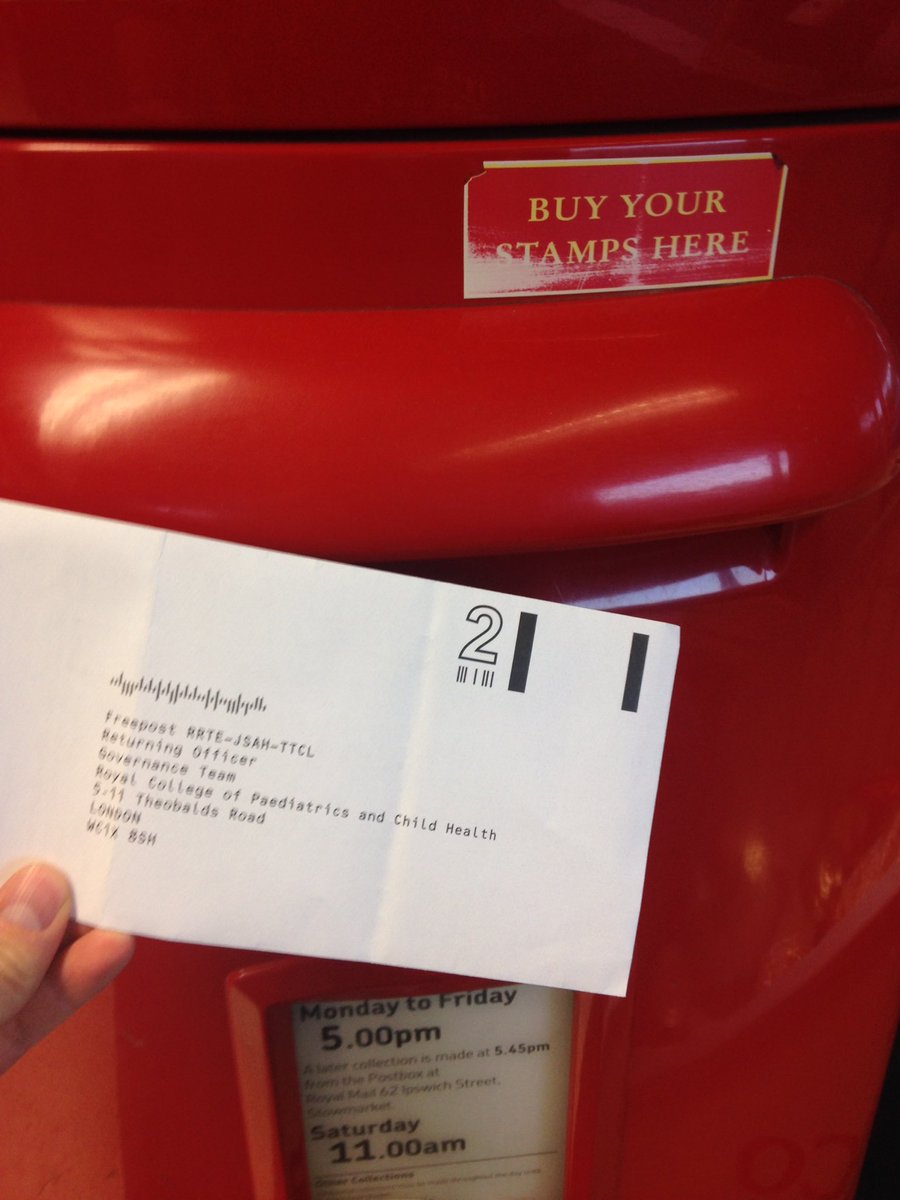 BUY YOUR
STAMPS HERE
2
Freepost RRTE-JSAH-TTCL
Returning Officer
Governance Team
Royal College of Paediatrics and Child Health
5-11 Theobalds Road
LONDON
WC1X 8SH
Monday to Friday
5.00pm
A later collection is made at 5.45pm
from the Postbox at
Royal Mail 62 Ipswich Street,
Stowmarket
Saturday
11.00am
Other Collections